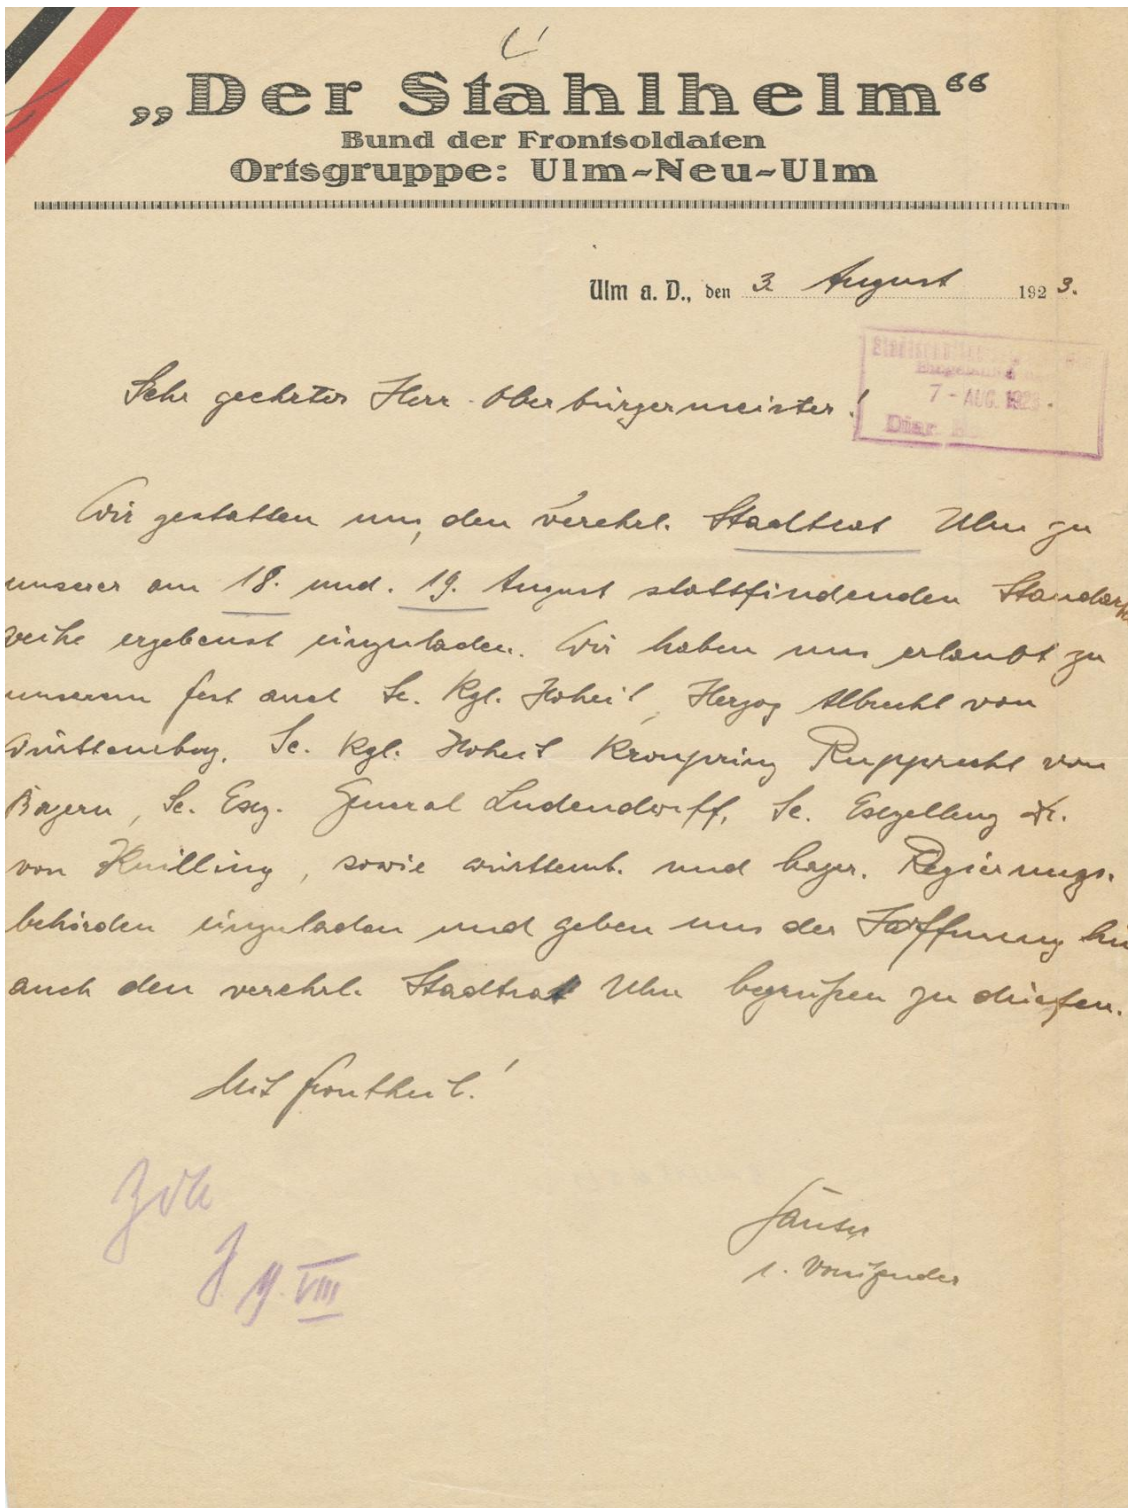 „Der Stahlhelm“
Bund der Frontsoldaten
Ortsgruppe: Ulm-Neu-Ulm
Ulm a. D., den 3. August 1923.
7 - AUG. 1923
Sehr geehrter Herr Oberbürgermeister!
Wir gestatten uns, den verehrl. Stadtrat Ulm zu
unserer am 18. und. 19. August stattfindenden Standarten
weihe ergebenst einzuladen. Wir haben uns erlaubt zu
unserem Fest auch Se. Kgl. Hoheit, Herzog Albrecht von
Württemberg, Se. Kgl. Hoheit Kronprinz Rupprecht von
Bayern, Se. Exz. General Ludendorff, Se. Exzellenz Dr.
von Knilling, sowie württemb. und bayer. Regierungs-
behörden einzuladen und geben uns der Hoffnung hin
auch den verehrl. Stadtrat Ulm begrüßen zu dürfen.
Mit Frontheil!
1. Vorsitzender
9. VIII